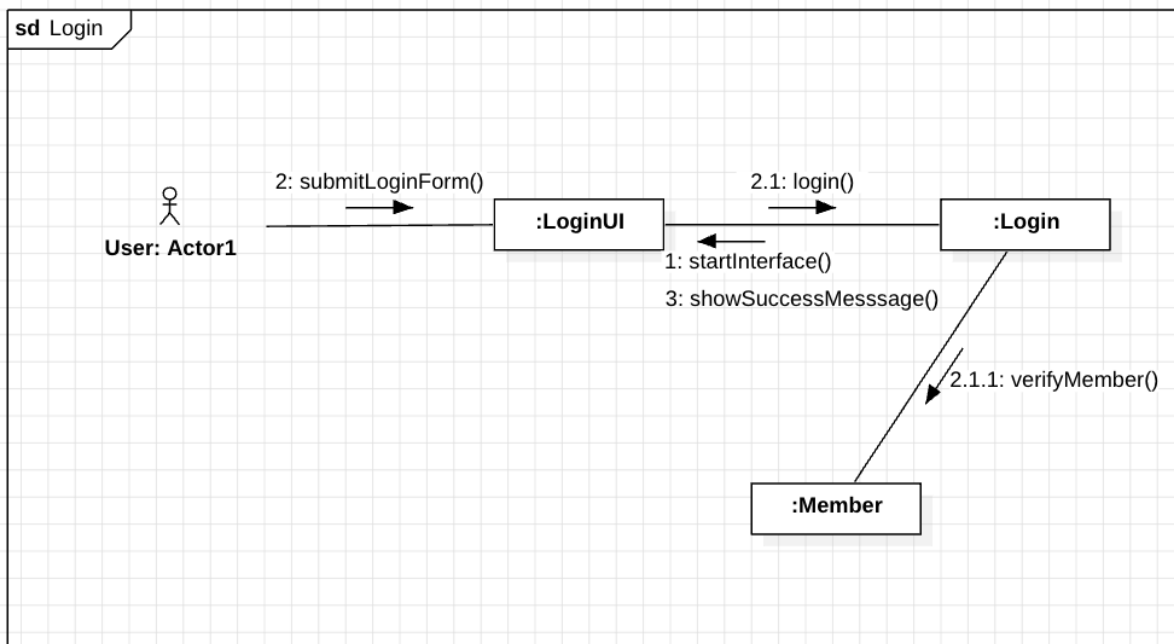 sd Login
2: submitLoginForm()
2.1: login()
:LoginUI
:Login
User: Actor1
1: startInterface()
3: showSuccessMesssage()
2.1.1: verifyMember()
:Member